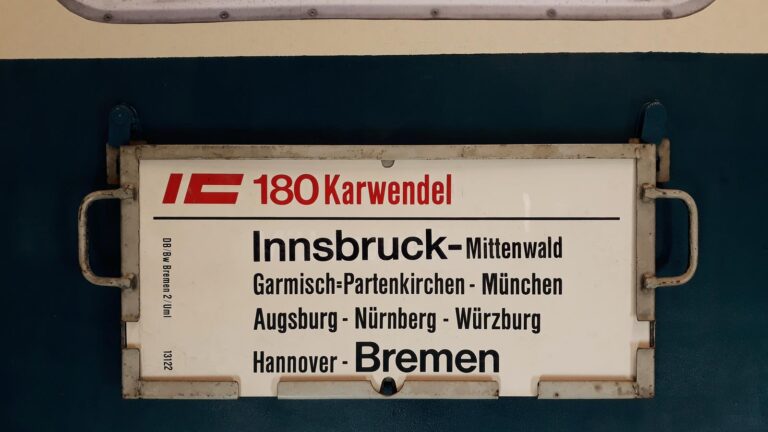 IC 180 Karwendel
Innsbruck-Mittenwald
Garmisch=Partenkirchen - München
Augsburg - Nürnberg - Würzburg
Hannover - Bremen
DB/Bw Bremen 2/Uml 13122